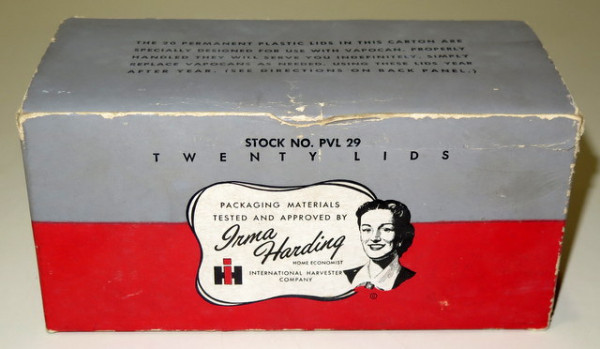 THE 20 PERMANENT PLASTIC LIDS IN THIS CARTON ARE
SPECIALLY DESIGNED FOR USE WITH VAPOCAN. PROPERLY
HANDLED THEY WILL SERVE YOU INDEFINITELY. SIMPLY
REPLACE VAPOCANS AS NEEDED, USING THESE LIDS YEAR
AFTER YEAR. (SEE DIRECTIONS ON BACK PANEL.)
STOCK NO. PVL 29
TWENTY LIDS
PACKAGING MATERIALS
TESTED AND APPROVED BY
Irma
Harding
HOME ECONOMIST
IH INTERNATIONAL HARVESTER
COMPANY
©